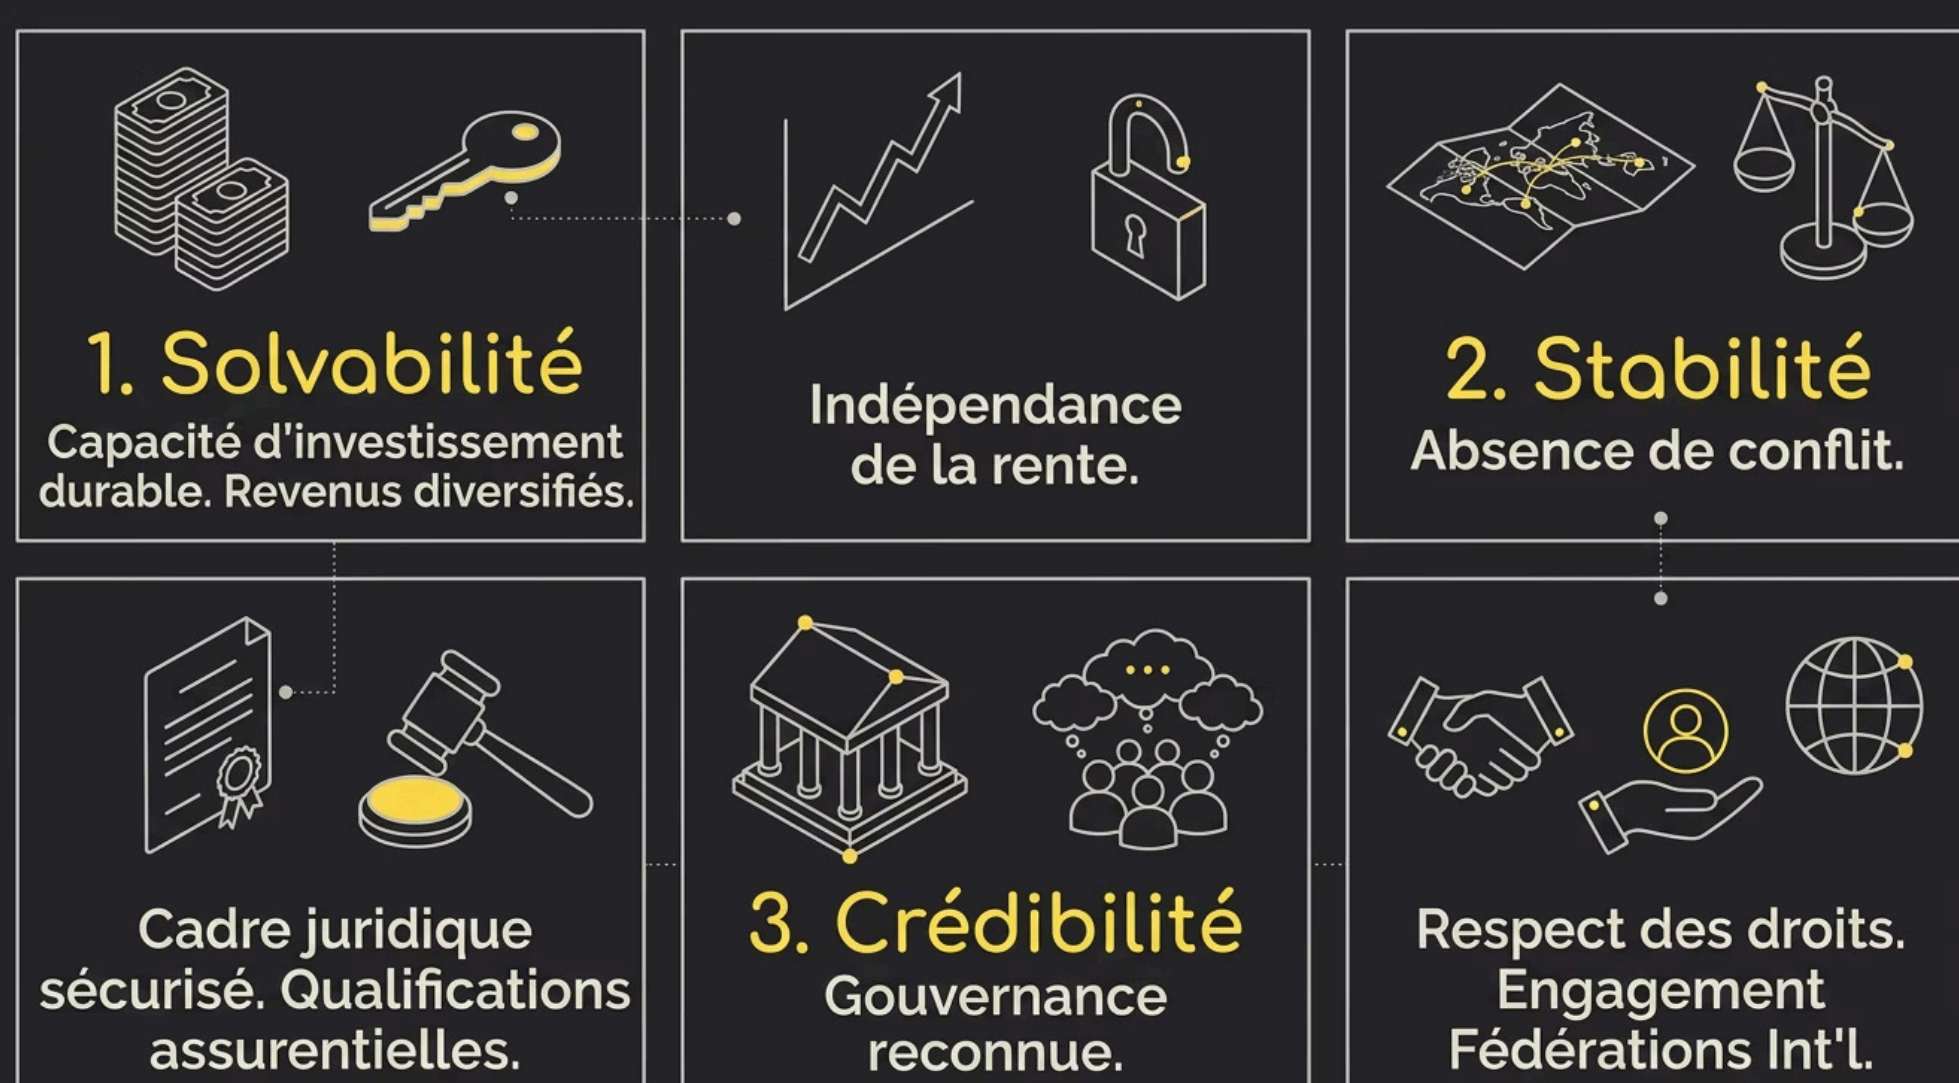 1. Solvabilité
Capacité d'investissement
durable. Revenus diversifiés.
Indépendance
de la rente.
2. Stabilité
Absence de conflit.
Cadre juridique
sécurisé. Qualifications
assurentielles.
3. Crédibilité
Gouvernance
reconnue.
Respect des droits.
Engagement
Fédérations Int'l.